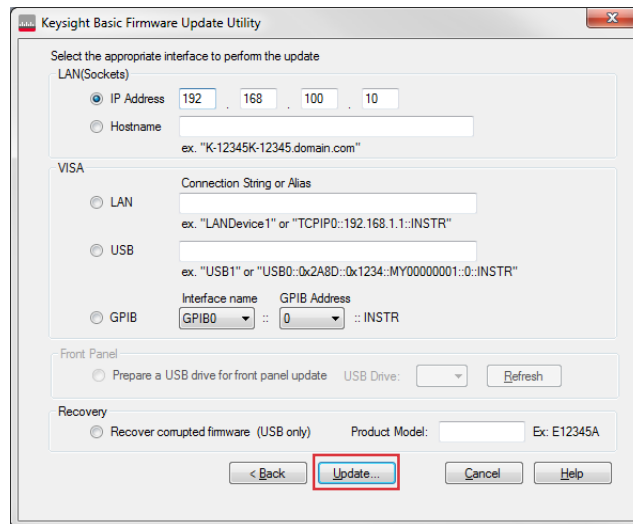 Keysight Basic Firmware Update Utility
X
Select the appropriate interface to perform the update
LAN(Sockets)
IP Address 192 . 168 . 100 . 10
Hostname
ex. "K-12345K-12345.domain.com"
VISA
Connection String or Alias
LAN
ex. "LANDevice1" or "TCPIP0::192.168.1.1::INSTR"
USB
ex. "USB1" or "USB0::0x2A8D::0x1234::MY00000001::0::INSTR"
Interface name GPIB Address
GPIB GPIB0 :: 0 :: INSTR
Front Panel
Prepare a USB drive for front panel update USB Drive: Refresh
Recovery
Recover corrupted firmware (USB only) Product Model: Ex: E12345A
< Back Update... Cancel Help